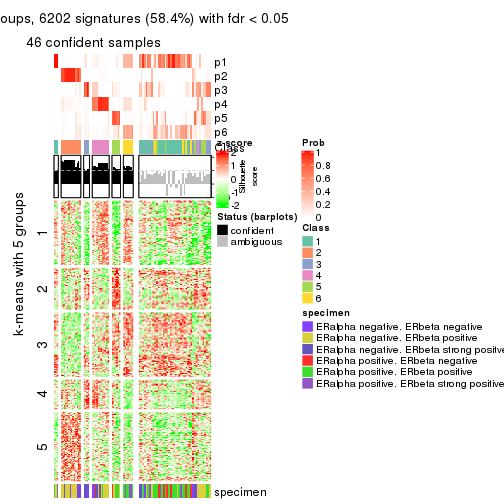 oups, 6202 signatures (58.4%) with fdr < 0.05
46 confident samples
p1
p2
p3
p4
p5
p6
Class
z-score
2
1
0
-1
-2
Silhouette
score
Prob
1
0.8
0.6
0.4
0.2
0
Status (barplots)
confident
ambiguous
Class
1
2
3
4
5
6
k-means with 5 groups
1
2
3
4
5
specimen
ERalpha negative. ERbeta negative
ERalpha negative. ERbeta positive
ERalpha negative. ERbeta strong positive
ERalpha positive. ERbeta negative
ERalpha positive. ERbeta positive
ERalpha positive. ERbeta strong positive
specimen